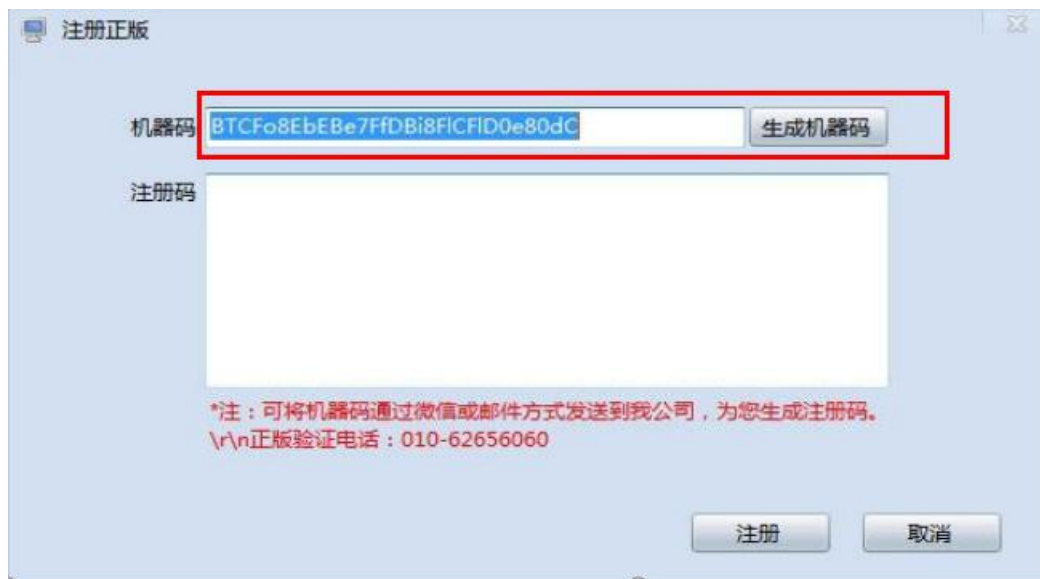 注册正版
机器码 BTCFo8EbEBe7FfDBi8FlCFlD0e80dC 生成机器码
注册码
*注：可将机器码通过微信或邮件方式发送到我公司，为您生成注册码。
\r\n正版验证电话：010-62656060
注册 取消